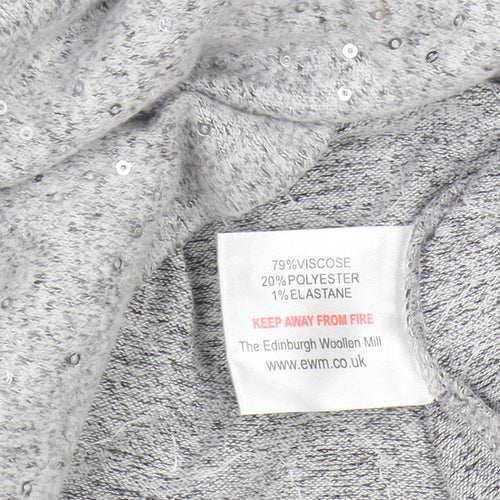 79%VISCOSE
20%POLYESTER
1%ELASTANE
KEEP AWAY FROM FIRE
The Edinburgh Woollen Mill
www.ewm.co.uk